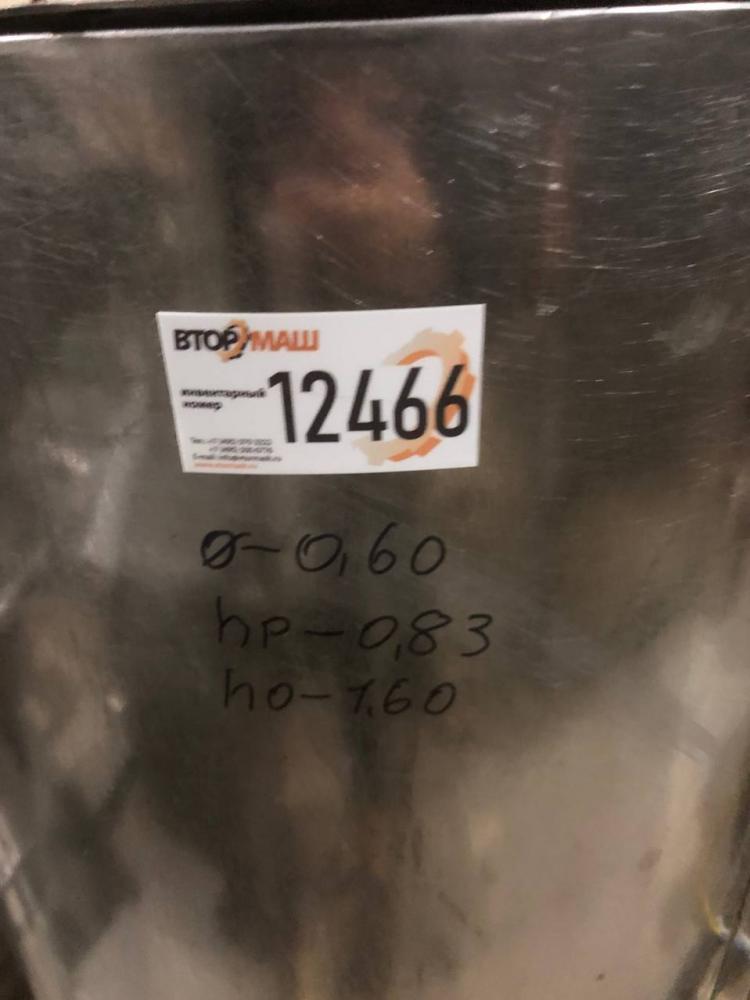 ВТОРМАШ
инвентарный
номер
12466
ø-0,60
hp-0,83
ho-1.60